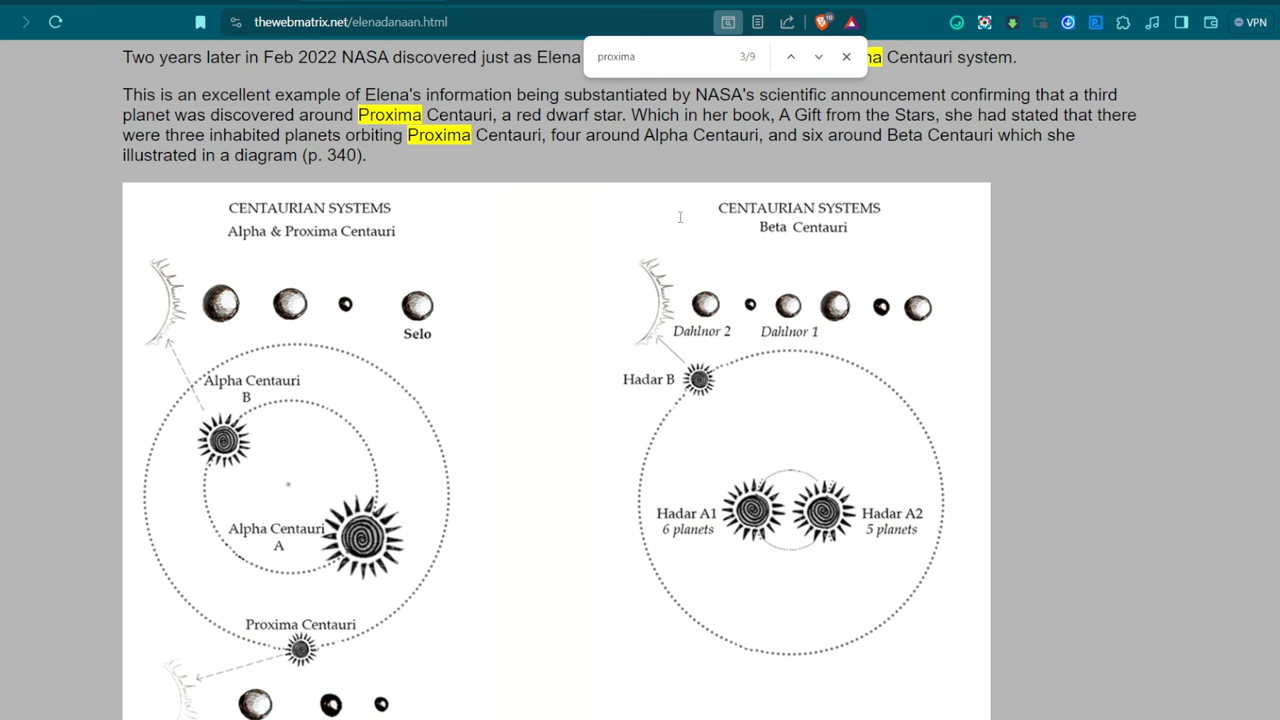 thewebmatrix.net/elenadanaan.html
10
VPN
proxima
3/9
Two years later in Feb 2022 NASA discovered just as Elena
a Centauri system.
This is an excellent example of Elena's information being substantiated by NASA's scientific announcement confirming that a third
planet was discovered around Proxima Centauri, a red dwarf star. Which in her book, A Gift from the Stars, she had stated that there
were three inhabited planets orbiting Proxima Centauri, four around Alpha Centauri, and six around Beta Centauri which she
illustrated in a diagram (p. 340).
CENTAURIAN SYSTEMS
Alpha & Proxima Centauri
Selo
Alpha Centauri
B
Alpha Centauri
A
Proxima Centauri
CENTAURIAN SYSTEMS
Beta Centauri
Dahlnor 2
Dahlnor 1
Hadar B
Hadar A1
6 planets
Hadar A2
5 planets